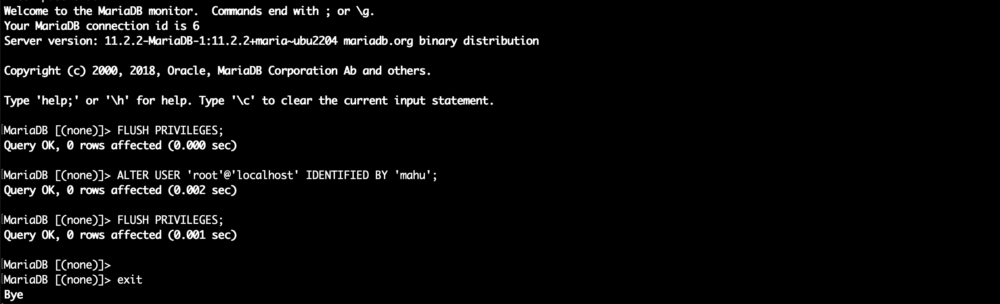 Welcome to the MariaDB monitor.  Commands end with ; or \g.
Your MariaDB connection id is 6
Server version: 11.2.2-MariaDB-1:11.2.2+maria~ubu2204 mariadb.org binary distribution
Copyright (c) 2000, 2018, Oracle, MariaDB Corporation Ab and others.
Type 'help;' or '\h' for help. Type '\c' to clear the current input statement.
MariaDB [(none)]> FLUSH PRIVILEGES;
Query OK, 0 rows affected (0.000 sec)
MariaDB [(none)]> ALTER USER 'root'@'localhost' IDENTIFIED BY 'mahu';
Query OK, 0 rows affected (0.002 sec)
MariaDB [(none)]> FLUSH PRIVILEGES;
Query OK, 0 rows affected (0.001 sec)
MariaDB [(none)]>
MariaDB [(none)]> exit
Bye